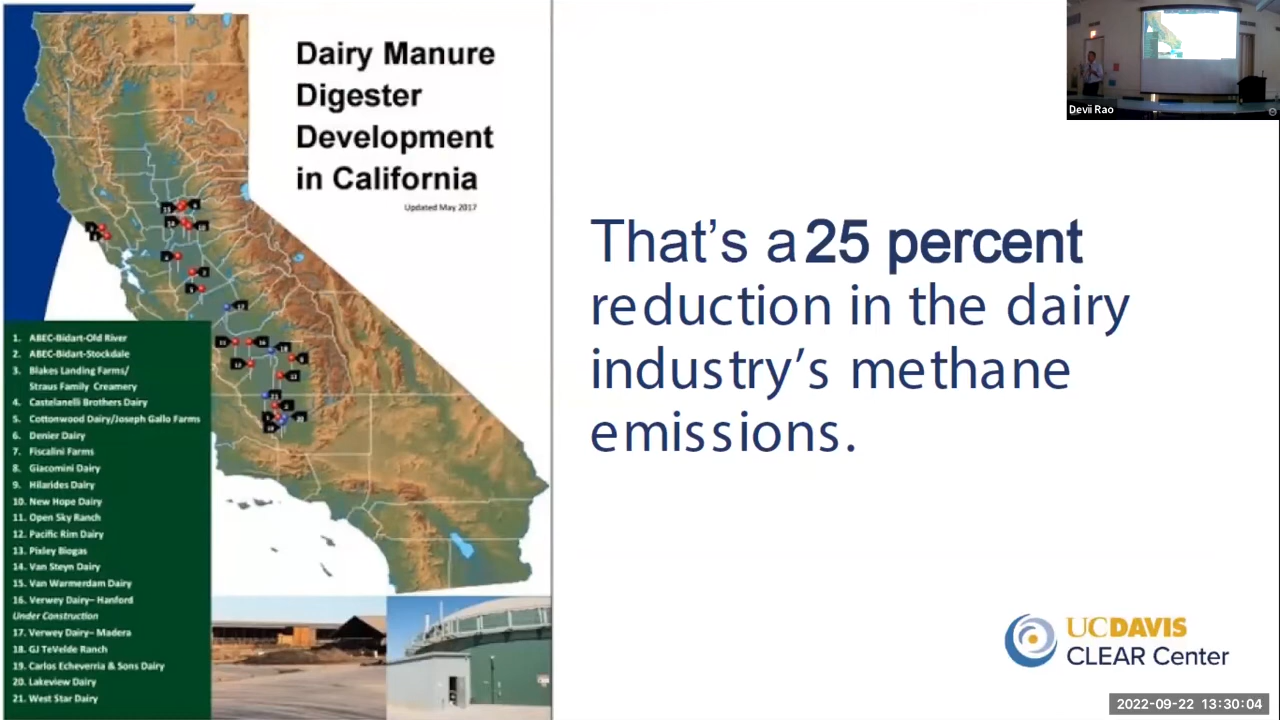 Dairy Manure
Digester
Development
in California
Updated May 2017
1. ABEC-Bidart-Old River
2. ABEC-Bidart-Stockdale
3. Blakes Landing Farms/
Straus Family Creamery
4. Castelanelli Brothers Dairy
5. Cottonwood Dairy/Joseph Gallo Farms
6. Denier Dairy
7. Fiscalini Farms
8. Giacomini Dairy
9. Hilarides Dairy
10. New Hope Dairy
11. Open Sky Ranch
12. Pacific Rim Dairy
13. Pixley Biogas
14. Van Steyn Dairy
15. Van Warmerdam Dairy
16. Verwey Dairy– Hanford
Under Construction
17. Verwey Dairy– Madera
18. GJ TeVelde Ranch
19. Carlos Echeverria & Sons Dairy
20. Lakeview Dairy
21. West Star Dairy
That's a 25 percent
reduction in the dairy
industry's methane
emissions.
UCDAVIS
CLEAR Center
Devii Rao
2022-09-22 13:30:04